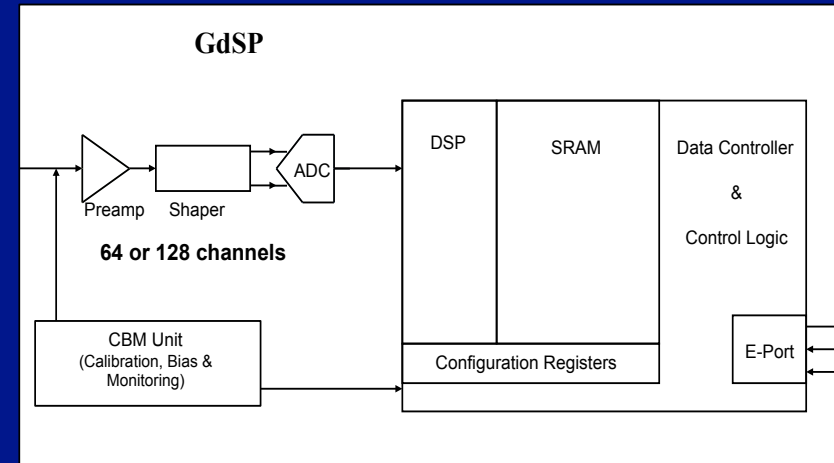 GdSP
DSP
SRAM
Data Controller
&
Control Logic
ADC
Preamp
Shaper
64 or 128 channels
CBM Unit
(Calibration, Bias &
Monitoring)
Configuration Registers
E-Port